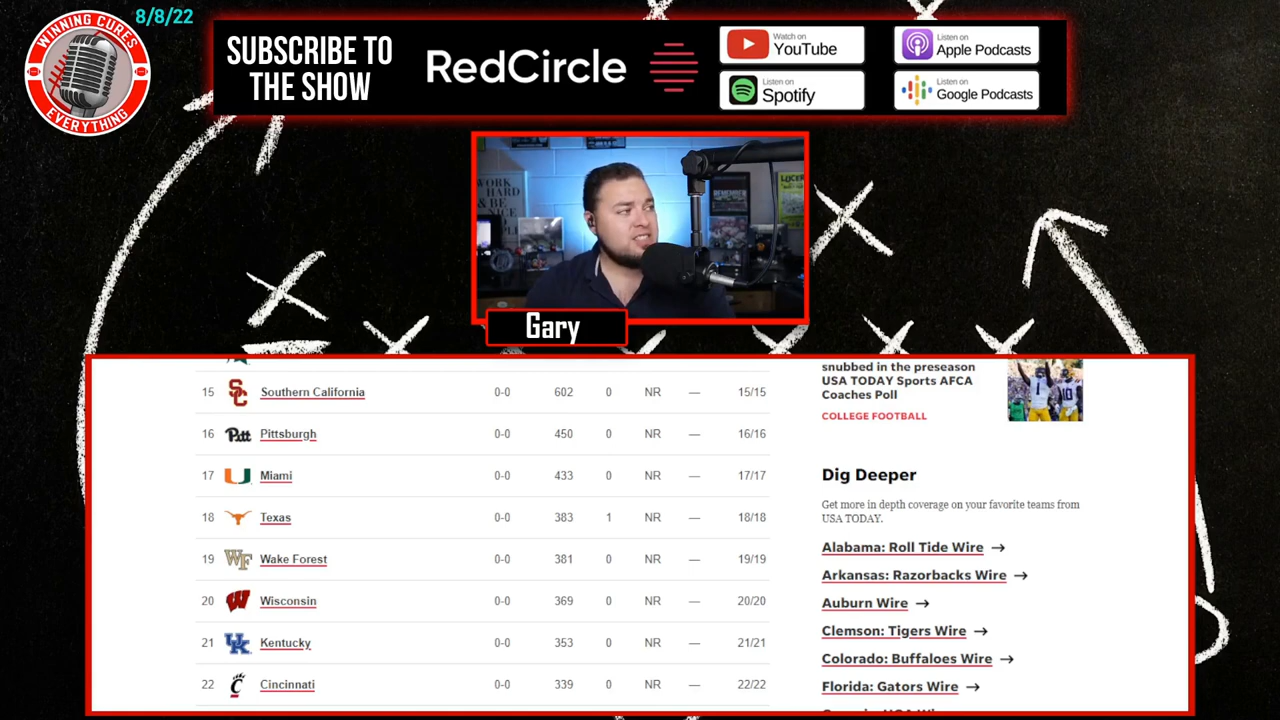 8/8/22
WINNING CURES
EVERYTHING
SUBSCRIBE TO
THE SHOW
RedCircle
Watch on
YouTube
Listen on
Apple Podcasts
Listen on
Spotify
Listen on
Google Podcasts
WORK
HARD
& BE
NICE
Gary
15 SC Southern California 0-0 602 0 NR — 15/15
16 Pitt Pittsburgh 0-0 450 0 NR — 16/16
17 Miami 0-0 433 0 NR — 17/17
18 Texas 0-0 383 1 NR — 18/18
19 WF Wake Forest 0-0 381 0 NR — 19/19
20 W Wisconsin 0-0 369 0 NR — 20/20
21 UK Kentucky 0-0 353 0 NR — 21/21
22 C Cincinnati 0-0 339 0 NR — 22/22
snubbed in the preseason
USA TODAY Sports AFCA
Coaches Poll
COLLEGE FOOTBALL
Dig Deeper
Get more in depth coverage on your favorite teams from
USA TODAY.
Alabama: Roll Tide Wire →
Arkansas: Razorbacks Wire →
Auburn Wire →
Clemson: Tigers Wire →
Colorado: Buffaloes Wire →
Florida: Gators Wire →